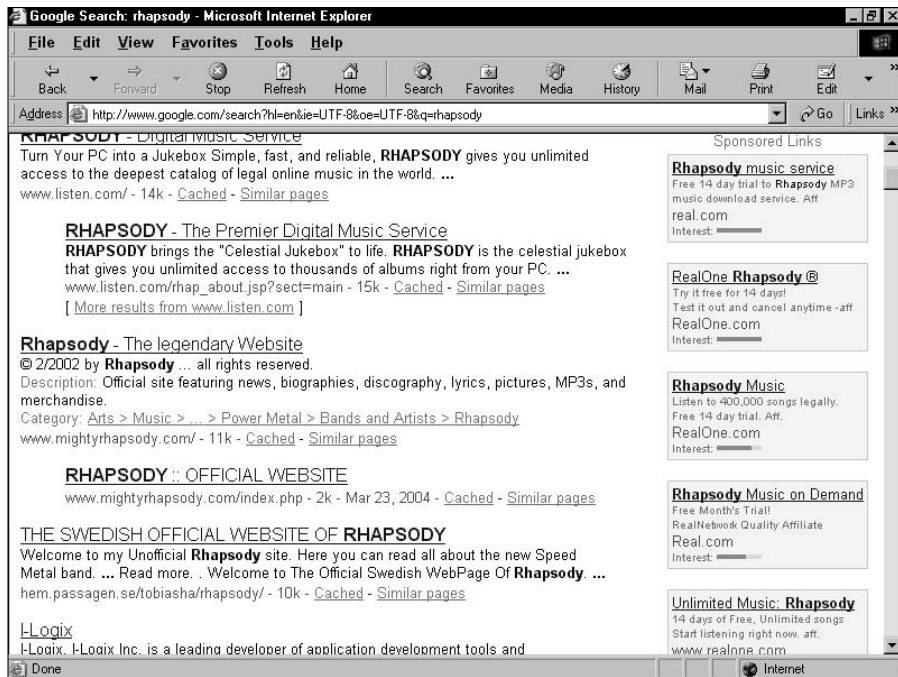 Google Search: rhapsody - Microsoft Internet Explorer
File Edit View Favorites Tools Help
Back Forward Stop Refresh Home Search Favorites Media History Mail Print Edit
Address http://www.google.com/search?hl=en&ie=UTF-8&oe=UTF-8&q=rhapsody Go Links
RHAPSODY - Digital Music Service
Turn Your PC into a Jukebox Simple, fast, and reliable, RHAPSODY gives you unlimited
access to the deepest catalog of legal online music in the world. ...
www.listen.com/ - 14k - Cached - Similar pages
RHAPSODY - The Premier Digital Music Service
RHAPSODY brings the "Celestial Jukebox" to life. RHAPSODY is the celestial jukebox
that gives you unlimited access to thousands of albums right from your PC. ...
www.listen.com/rhap_about.jsp?sect=main - 15k - Cached - Similar pages
[ More results from www.listen.com ]
Rhapsody - The legendary Website
© 2/2002 by Rhapsody ... all rights reserved.
Description: Official site featuring news, biographies, discography, lyrics, pictures, MP3s, and
merchandise.
Category: Arts > Music > ... > Power Metal > Bands and Artists > Rhapsody
www.mightyrhapsody.com/ - 11k - Cached - Similar pages
RHAPSODY :: OFFICIAL WEBSITE
www.mightyrhapsody.com/index.php - 2k - Mar 23, 2004 - Cached - Similar pages
THE SWEDISH OFFICIAL WEBSITE OF RHAPSODY
Welcome to my Unofficial Rhapsody site. Here you can read all about the new Speed
Metal band. ... Read more. . Welcome to The Official Swedish WebPage Of Rhapsody. ...
hem.passagen.se/tobiasha/rhapsody/ - 10k - Cached - Similar pages
I-Logix
I-Logix. I-Logix Inc. is a leading developer of application development tools and
Sponsored Links
Rhapsody music service
Free 14 day trial to Rhapsody MP3
music download service. Aff
real.com
Interest:
RealOne Rhapsody ®
Try it free for 14 days!
Test it out and cancel anytime -aff
RealOne.com
Interest:
Rhapsody Music
Listen to 400,000 songs legally.
Free 14 day trial. Aff.
RealOne.com
Interest:
Rhapsody Music on Demand
Free Month's Trial!
RealNetwork Quality Affiliate
Real.com
Interest:
Unlimited Music: Rhapsody
14 days of Free, Unlimited songs
Start listening right now. aff.
www.realone.com
Done Internet